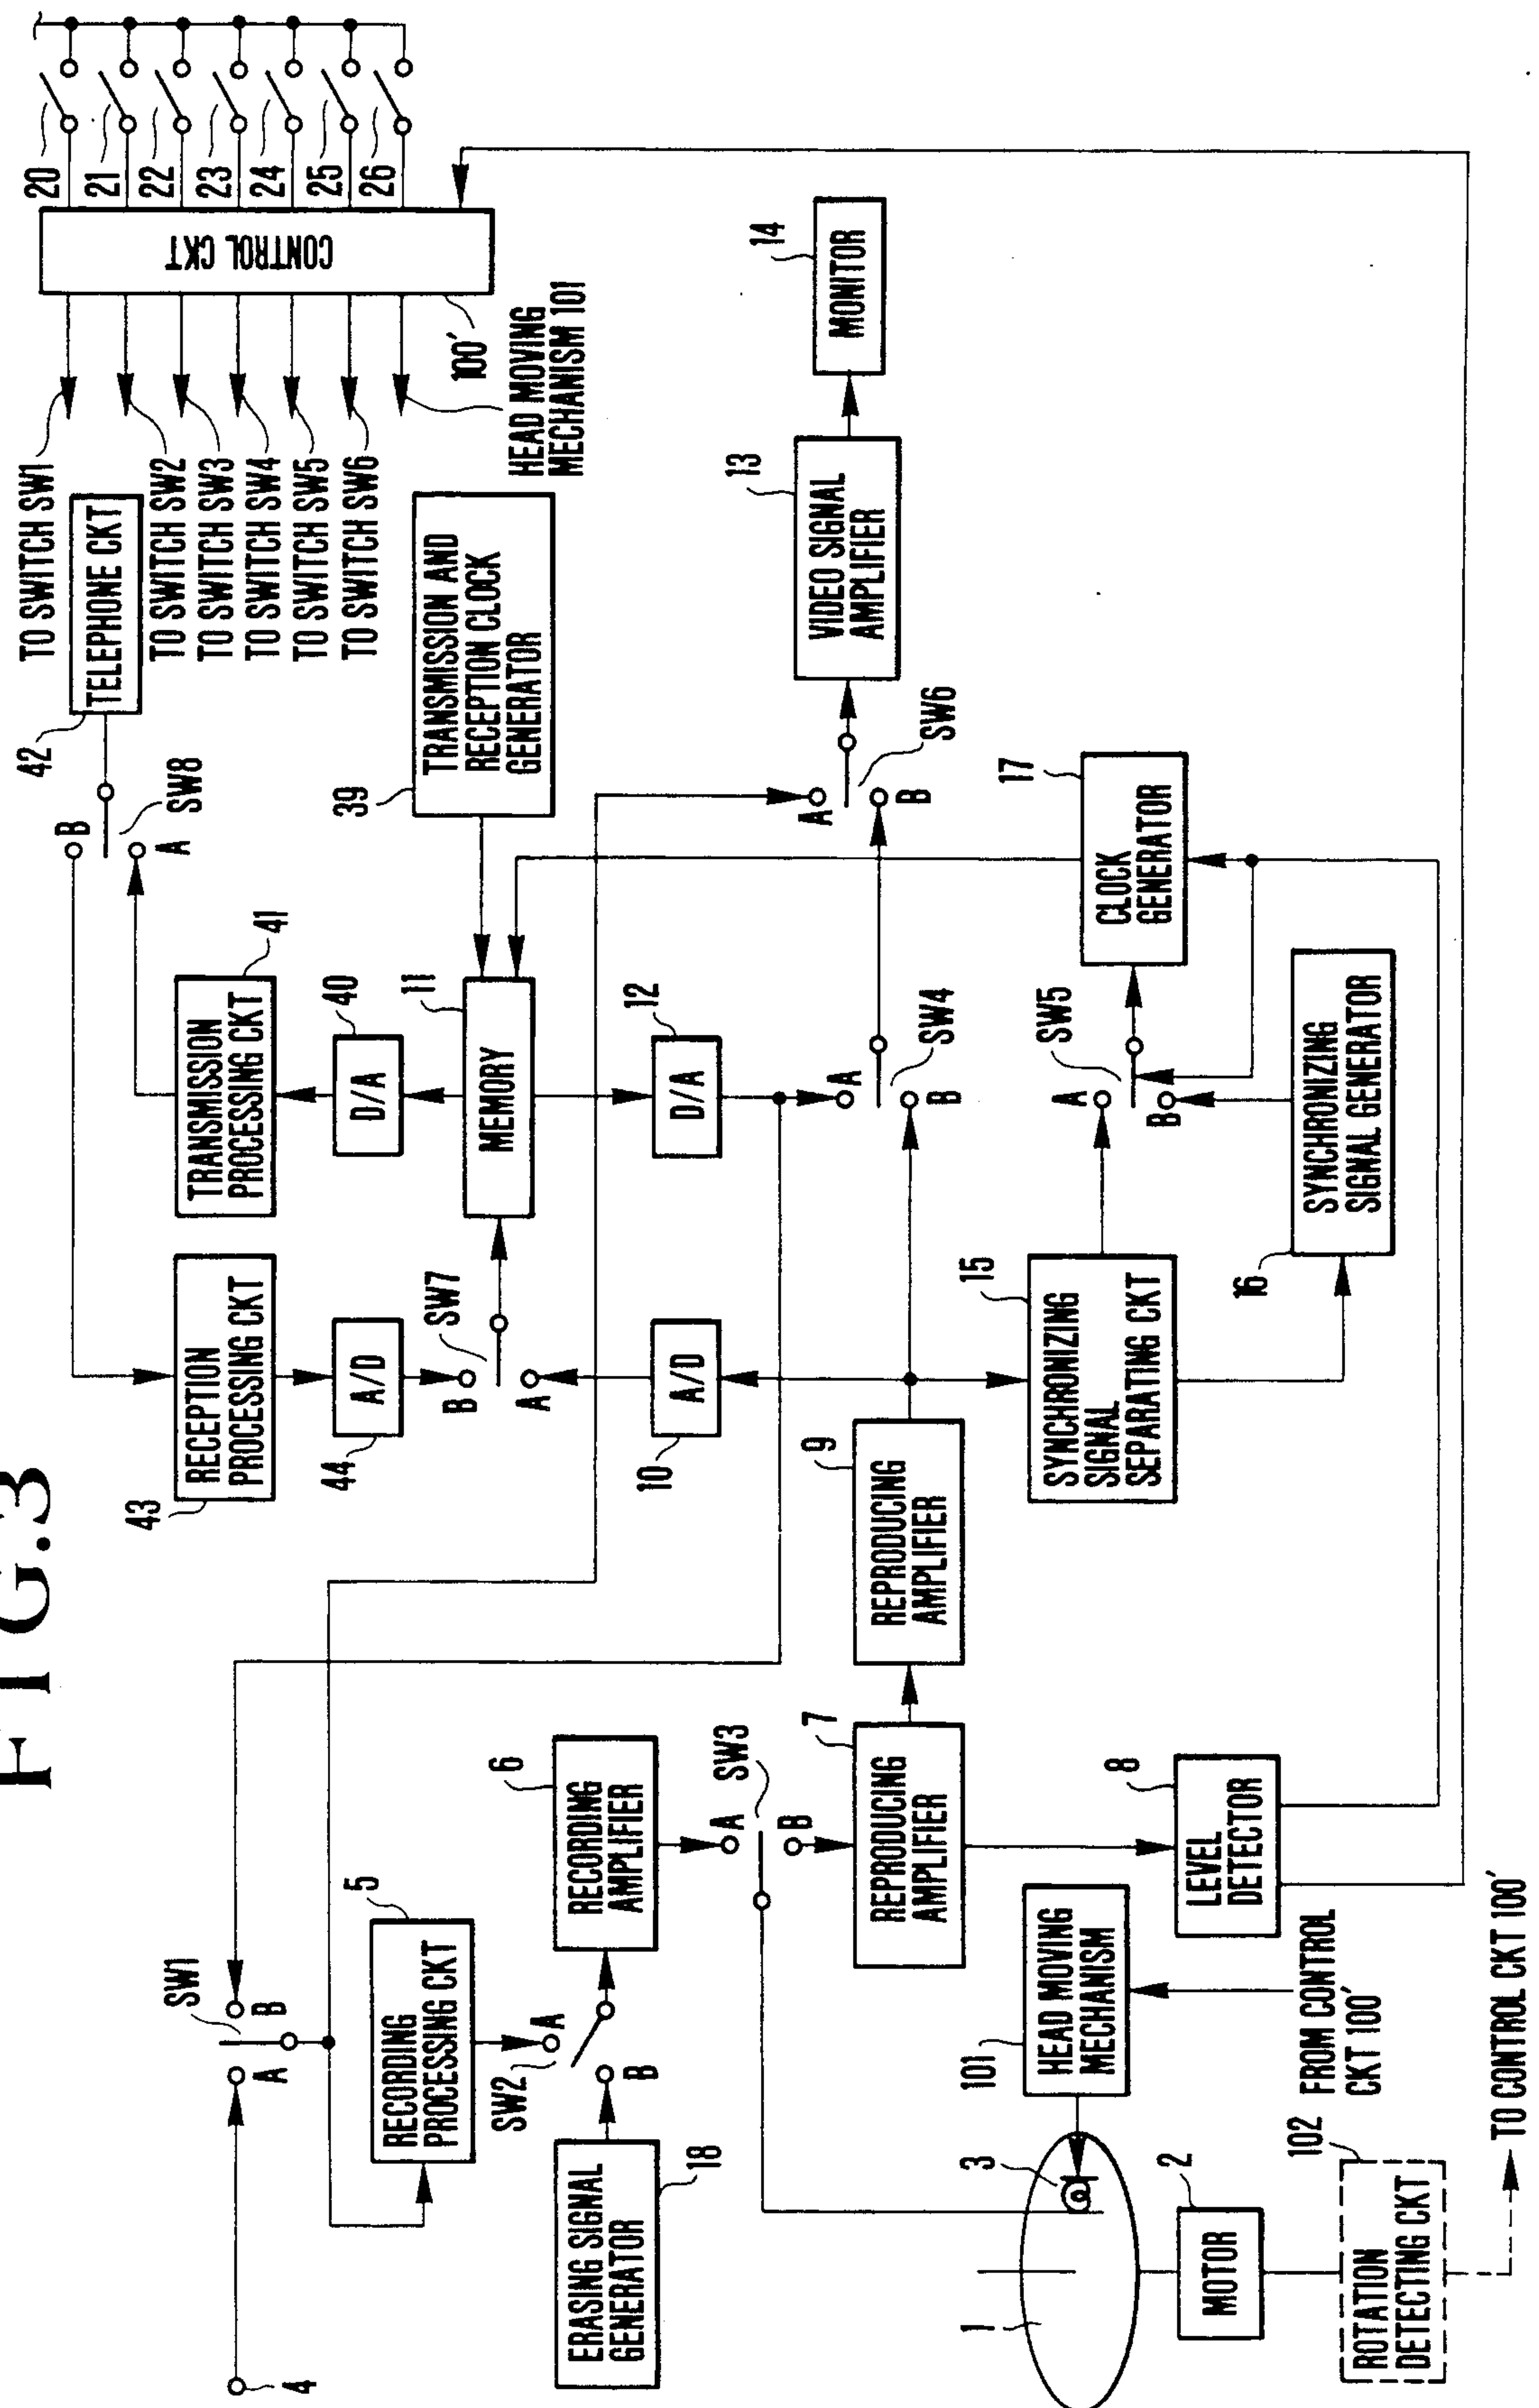 FIG.3
4
A
B
SW1
5
RECORDING
PROCESSING CKT
SW2
A
B
ERASING SIGNAL
GENERATOR
18
6
RECORDING
AMPLIFIER
SW3
A
B
7
REPRODUCING
AMPLIFIER
9
REPRODUCING
AMPLIFIER
8
LEVEL
DETECTOR
101
HEAD MOVING
MECHANISM
FROM CONTROL
CKT 100'
1
3
2
MOTOR
102
ROTATION
DETECTING CKT
TO CONTROL CKT 100'
43
RECEPTION
PROCESSING CKT
44
A/D
SW7
B
A
10
A/D
15
SYNCHRONIZING
SIGNAL
SEPARATING CKT
16
SYNCHRONIZING
SIGNAL GENERATOR
41
TRANSMISSION
PROCESSING CKT
40
D/A
11
MEMORY
12
D/A
A
B
SW4
SW5
A
B
17
CLOCK
GENERATOR
B
A
SW8
42
TELEPHONE CKT
39
TRANSMISSION AND
RECEPTION CLOCK
GENERATOR
A
B
SW6
13
VIDEO SIGNAL
AMPLIFIER
14
MONITOR
TO SWITCH SW1
TO SWITCH SW2
TO SWITCH SW3
TO SWITCH SW4
TO SWITCH SW5
TO SWITCH SW6
HEAD MOVING
MECHANISM 101
100'
CONTROL CKT
20
21
22
23
24
25
26